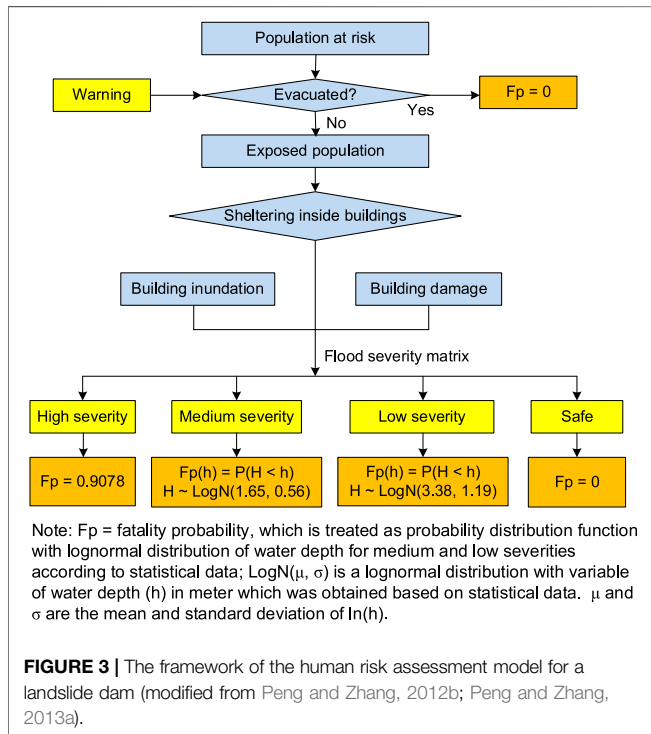 Population at risk
Warning
Evacuated?
Yes
Fp = 0
No
Exposed population
Sheltering inside buildings
Building inundation
Building damage
Flood severity matrix
High severity
Medium severity
Low severity
Safe
Fp = 0.9078
Fp(h) = P(H < h)
H ~ LogN(1.65, 0.56)
Fp(h) = P(H < h)
H ~ LogN(3.38, 1.19)
Fp = 0
Note: Fp = fatality probability, which is treated as probability distribution function
with lognormal distribution of water depth for medium and low severities
according to statistical data; LogN(μ, σ) is a lognormal distribution with variable
of water depth (h) in meter which was obtained based on statistical data. μ and
σ are the mean and standard deviation of ln(h).
FIGURE 3 | The framework of the human risk assessment model for a
landslide dam (modified from Peng and Zhang, 2012b; Peng and Zhang,
2013a).